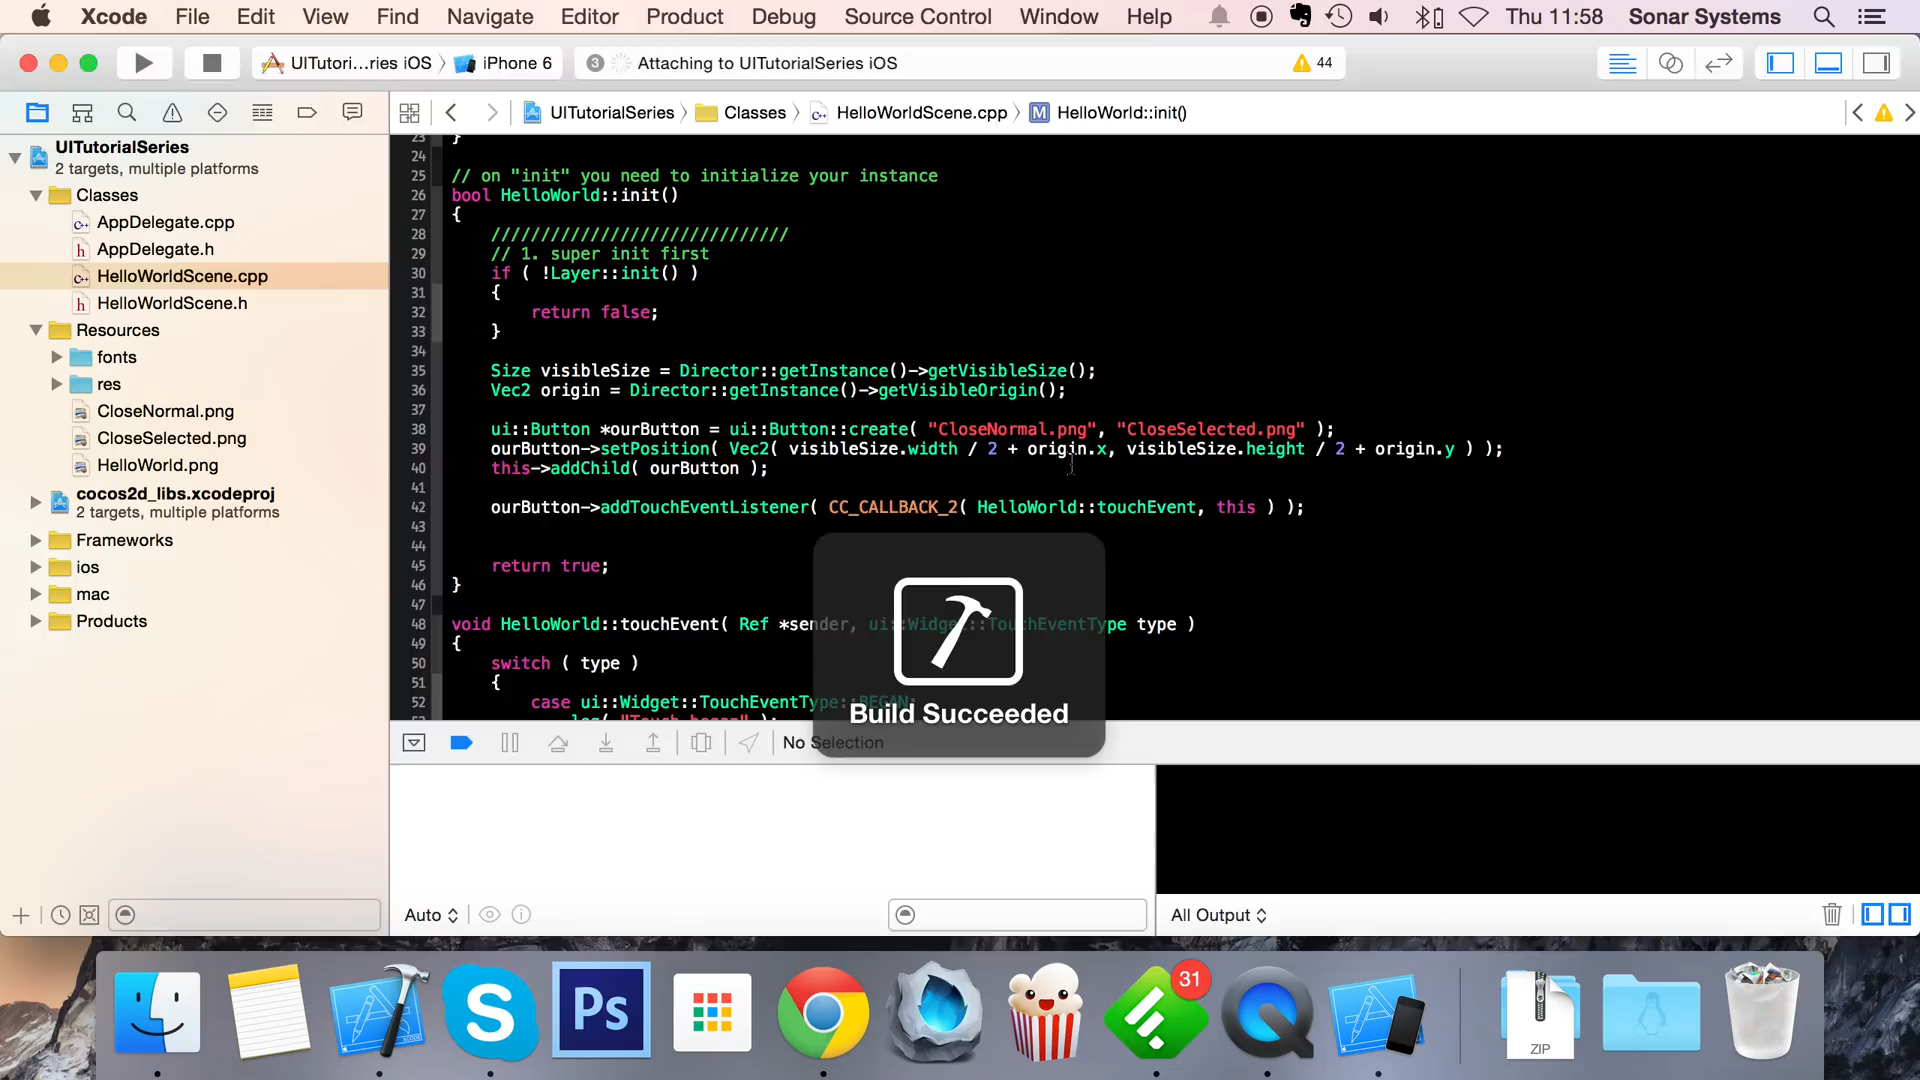 Xcode File Edit View Find Navigate Editor Product Debug Source Control Window Help Thu 11:58 Sonar Systems
UITutori...ries iOS iPhone 6 3 Attaching to UITutorialSeries iOS 44
UITutorialSeries Classes HelloWorldScene.cpp M HelloWorld::init()
UITutorialSeries
2 targets, multiple platforms
Classes
AppDelegate.cpp
AppDelegate.h
HelloWorldScene.cpp
HelloWorldScene.h
Resources
fonts
res
CloseNormal.png
CloseSelected.png
HelloWorld.png
cocos2d_libs.xcodeproj
2 targets, multiple platforms
Frameworks
ios
mac
Products
23 }
24
25 // on "init" you need to initialize your instance
26 bool HelloWorld::init()
27 {
28 //////////////////////////////
29 // 1. super init first
30 if ( !Layer::init() )
31 {
32 return false;
33 }
34
35 Size visibleSize = Director::getInstance()->getVisibleSize();
36 Vec2 origin = Director::getInstance()->getVisibleOrigin();
37
38 ui::Button *ourButton = ui::Button::create( "CloseNormal.png", "CloseSelected.png" );
39 ourButton->setPosition( Vec2( visibleSize.width / 2 + origin.x, visibleSize.height / 2 + origin.y ) );
40 this->addChild( ourButton );
41
42 ourButton->addTouchEventListener( CC_CALLBACK_2( HelloWorld::touchEvent, this ) );
43
44
45 return true;
46 }
47
48 void HelloWorld::touchEvent( Ref *sender, ui::Widget::TouchEventType type )
49 {
50 switch ( type )
51 {
52 case ui::Widget::TouchEventType::BEGAN:
log( "Touch began" );
Build Succeeded
No Selection
Auto
All Output
Ps
31
ZIP